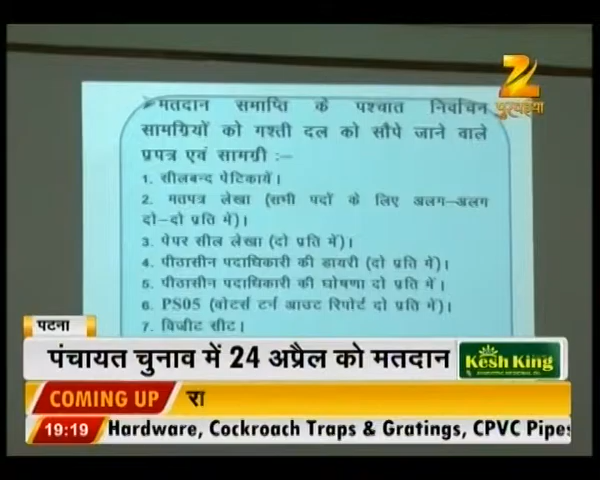 मतदान समाप्ति के पश्चात निर्वाचन
सामग्रियों को गश्ती दल को सौपे जाने वाले
प्रपत्र एवं सामग्री :–
1. सीलबन्द पेटिकायें।
2. मतपत्र लेखा (सभी पदों के लिए अलग–अलग
दो–दो प्रति में)।
3. पेपर सील लेखा (दो प्रति में)।
4. पीठासीन पदाधिकारी की डायरी (दो प्रति में)।
5. पीठासीन पदाधिकारी की घोषणा दो प्रति में।
6. PS05 (वोटर्स टर्न आउट रिपोर्ट दो प्रति में)।
7. विजीट सीट।
पटना
पंचायत चुनाव में 24 अप्रैल को मतदान
Kesh King
COMING UP
रा
19:19
Hardware, Cockroach Traps & Gratings, CPVC Pipes